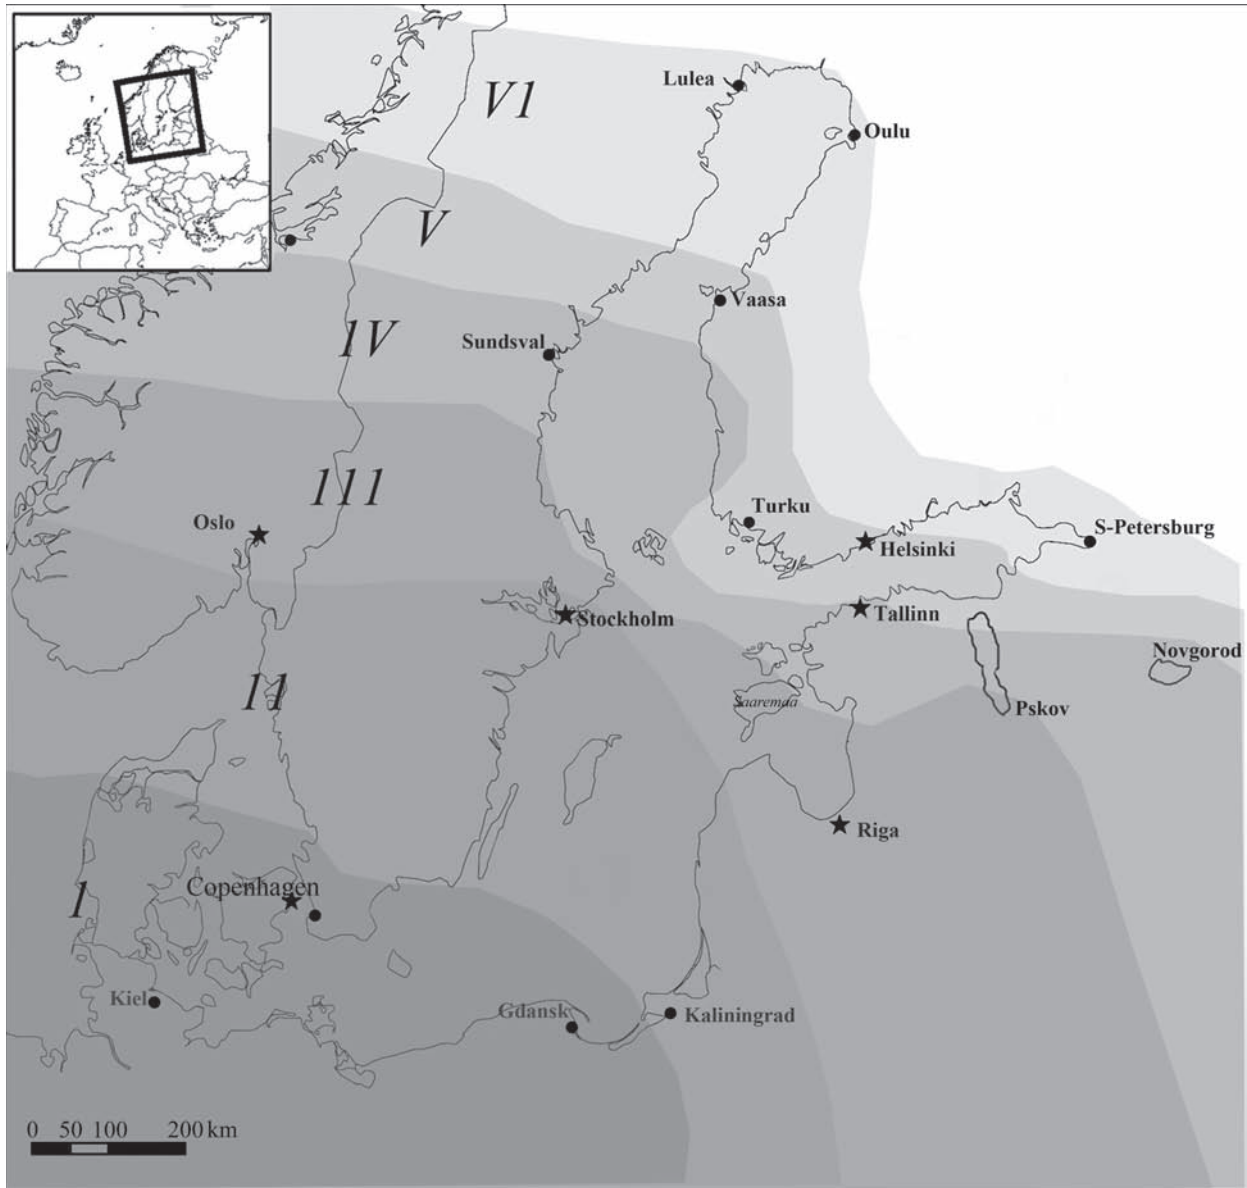 V1
Lulea
Oulu
V
Vaasa
1V
Sundsval
111
Turku
Oslo
S-Petersburg
Helsinki
Stockholm
Tallinn
Novgorod
11
Saaremaa
Pskov
Riga
Copenhagen
1
Kiel
Gdansk
Kaliningrad
0 50 100 200 km